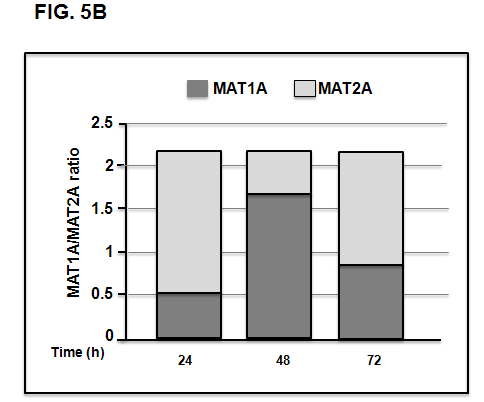 FIG. 5B
MAT1A MAT2A
MAT1A/MAT2A ratio
2.5
2
1.5
1
0.5
0
Time (h)
24 48 72